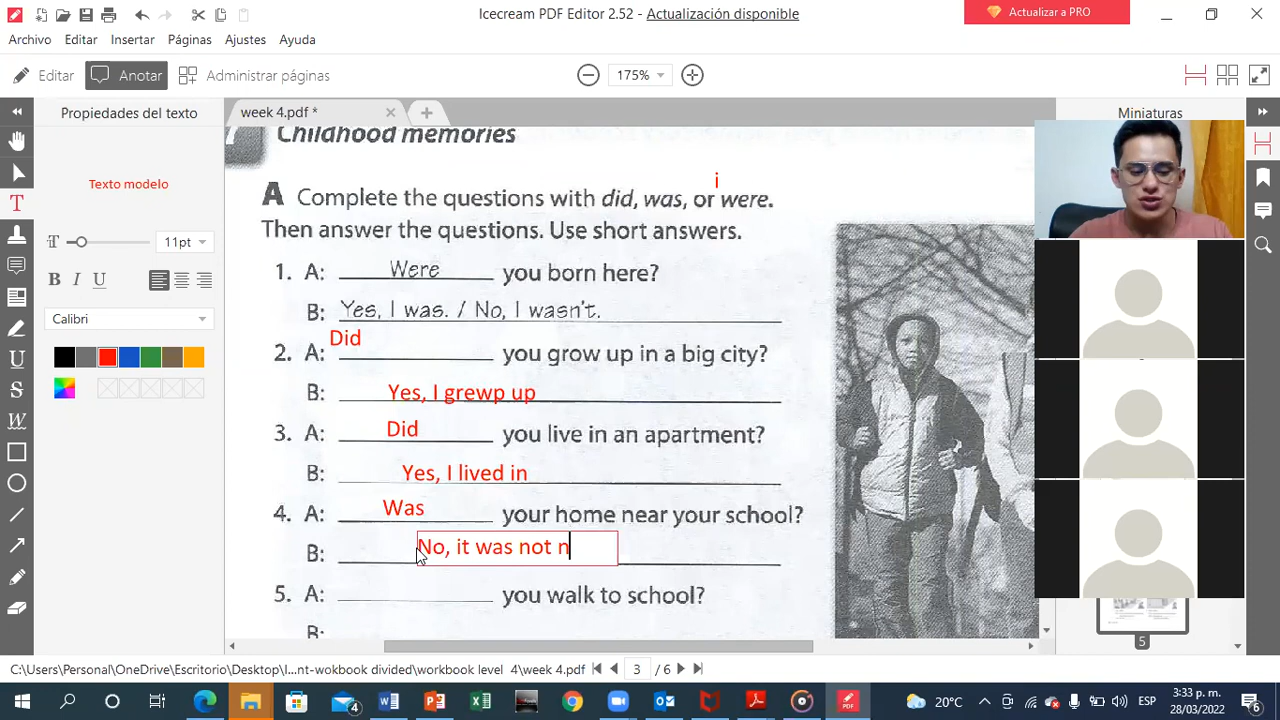 Icecream PDF Editor 2.52 - Actualización disponible
Actualizar a PRO
Archivo Editar Insertar Páginas Ajustes Ayuda
Editar Anotar Administrar páginas 175%
Propiedades del texto week 4.pdf * Miniaturas
Texto modelo
11pt
B I U
Calibri
Childhood memories
i
A Complete the questions with did, was, or were.
Then answer the questions. Use short answers.
1. A: Were you born here?
B: Yes, I was. / No, I wasn't.
Did
2. A: you grow up in a big city?
B: Yes, I grewp up
3. A: Did you live in an apartment?
B: Yes, I lived in
4. A: Was your home near your school?
B: No, it was not n
5. A: you walk to school?
B:
5
C:\Users\Personal\OneDrive\Escritorio\Desktop\I...nt-wokbook divided\workbook level 4\week 4.pdf 3 / 6
4 6 20°C ESP 3:33 p. m.
28/03/2022